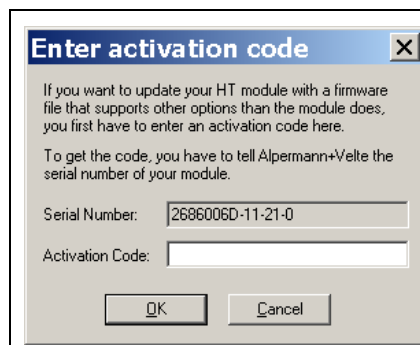 Enter activation code
If you want to update your HT module with a firmware
file that supports other options than the module does,
you first have to enter an activation code here.
To get the code, you have to tell Alpermann+Velte the
serial number of your module.
Serial Number: 2686006D-11-21-0
Activation Code:
OK Cancel